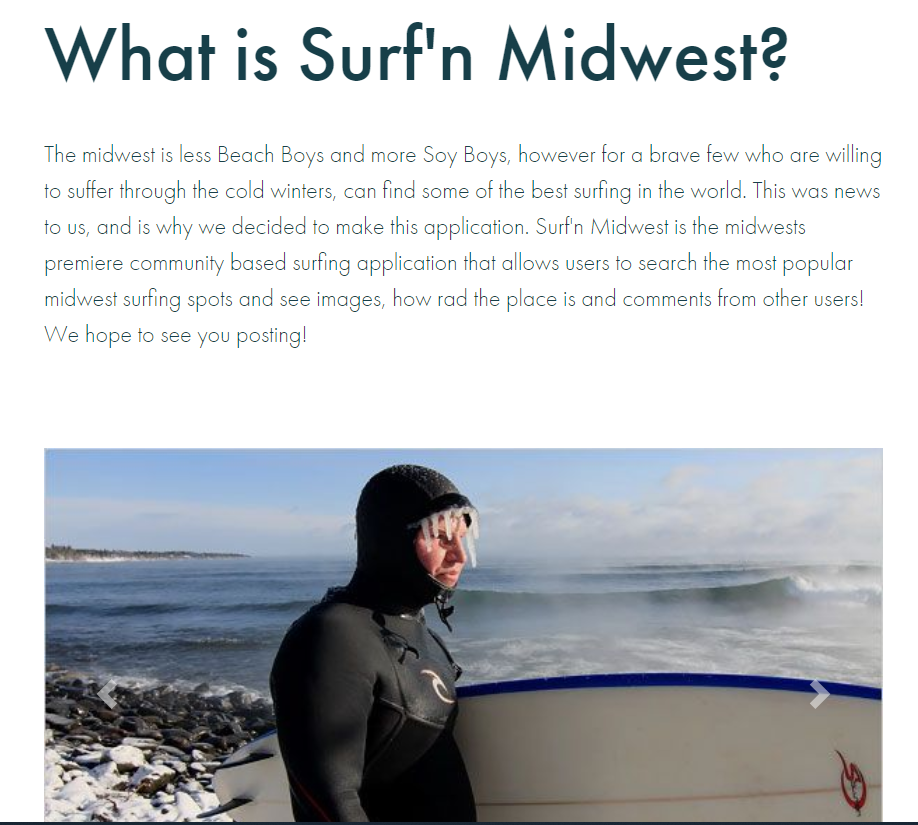 What is Surf'n Midwest?
The midwest is less Beach Boys and more Soy Boys, however for a brave few who are willing
to suffer through the cold winters, can find some of the best surfing in the world. This was news
to us, and is why we decided to make this application. Surf'n Midwest is the midwests
premiere community based surfing application that allows users to search the most popular
midwest surfing spots and see images, how rad the place is and comments from other users!
We hope to see you posting!